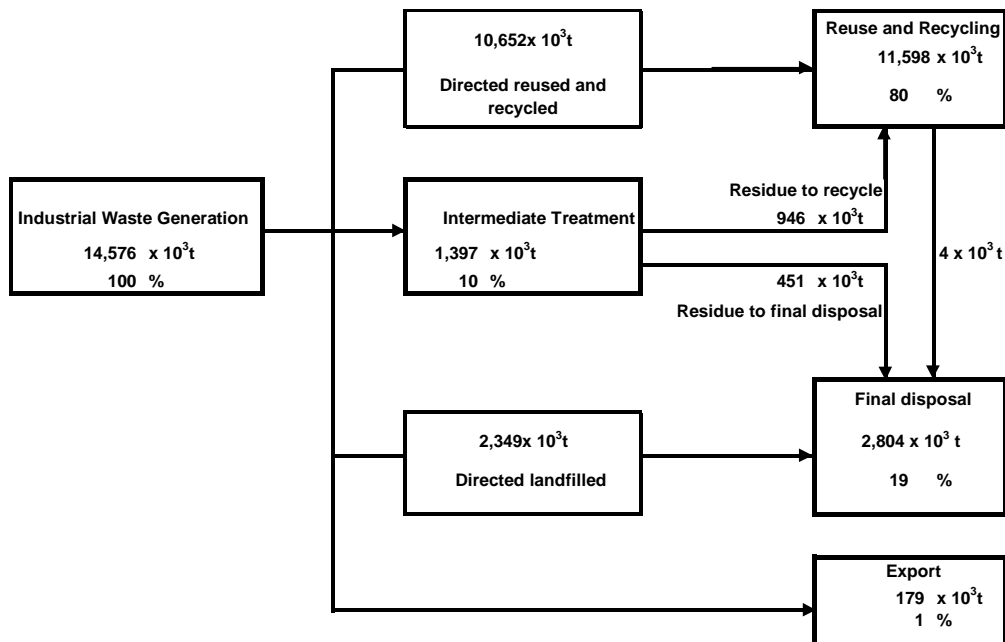 10,652x 10³t
Directed reused and
recycled
Reuse and Recycling
11,598 x 10³t
80 %
Industrial Waste Generation
14,576 x 10³t
100 %
Intermediate Treatment
1,397 x 10³t
10 %
Residue to recycle
946 x 10³t
451 x 10³t
Residue to final disposal
4 x 10³ t
2,349x 10³t
Directed landfilled
Final disposal
2,804 x 10³ t
19 %
Export
179 x 10³t
1 %